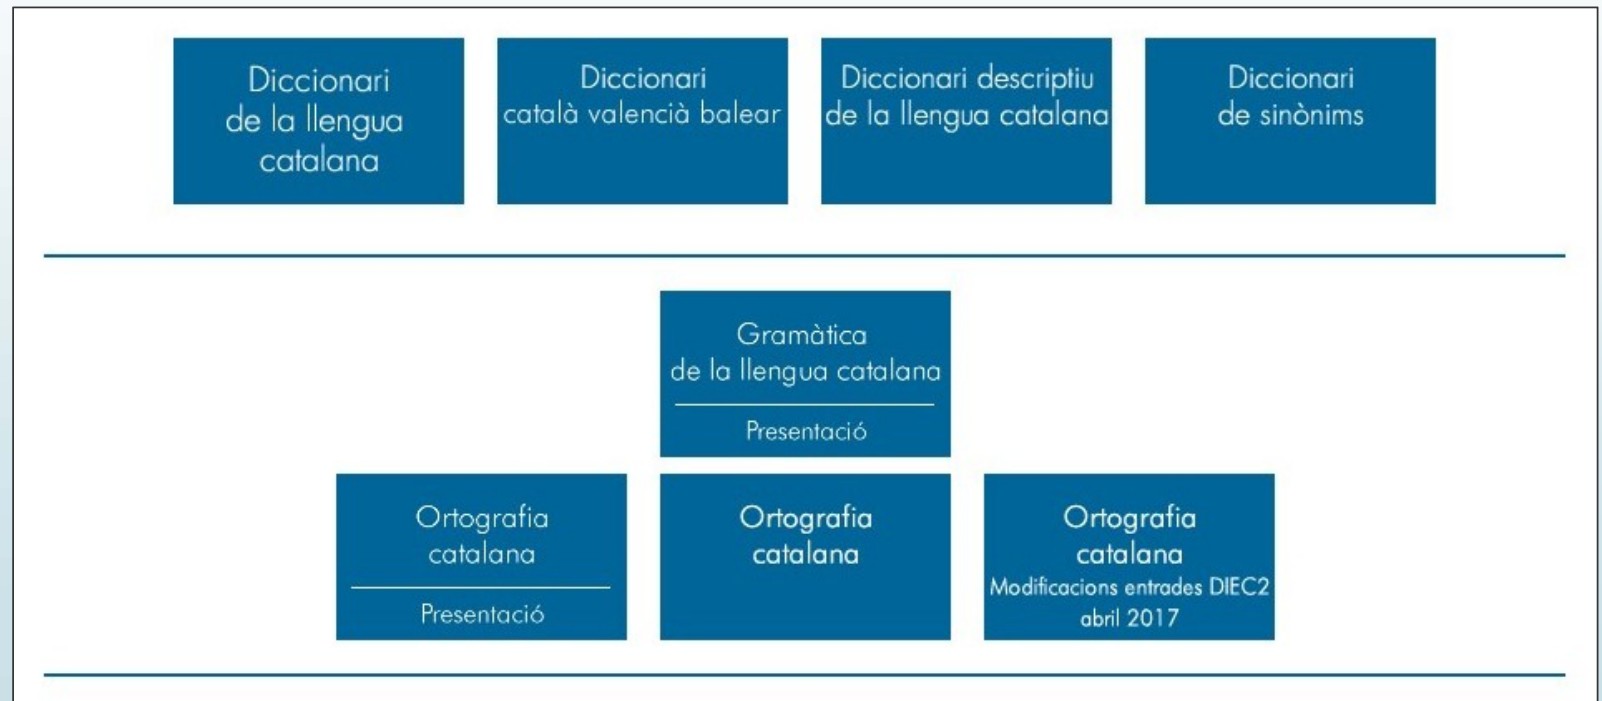 Diccionari
de la llengua
catalana
Diccionari
català valencià balear
Diccionari descriptiu
de la llengua catalana
Diccionari
de sinònims
Gramàtica
de la llengua catalana
Presentació
Ortografia
catalana
Presentació
Ortografia
catalana
Ortografia
catalana
Modificacions entrades DIEC2
abril 2017